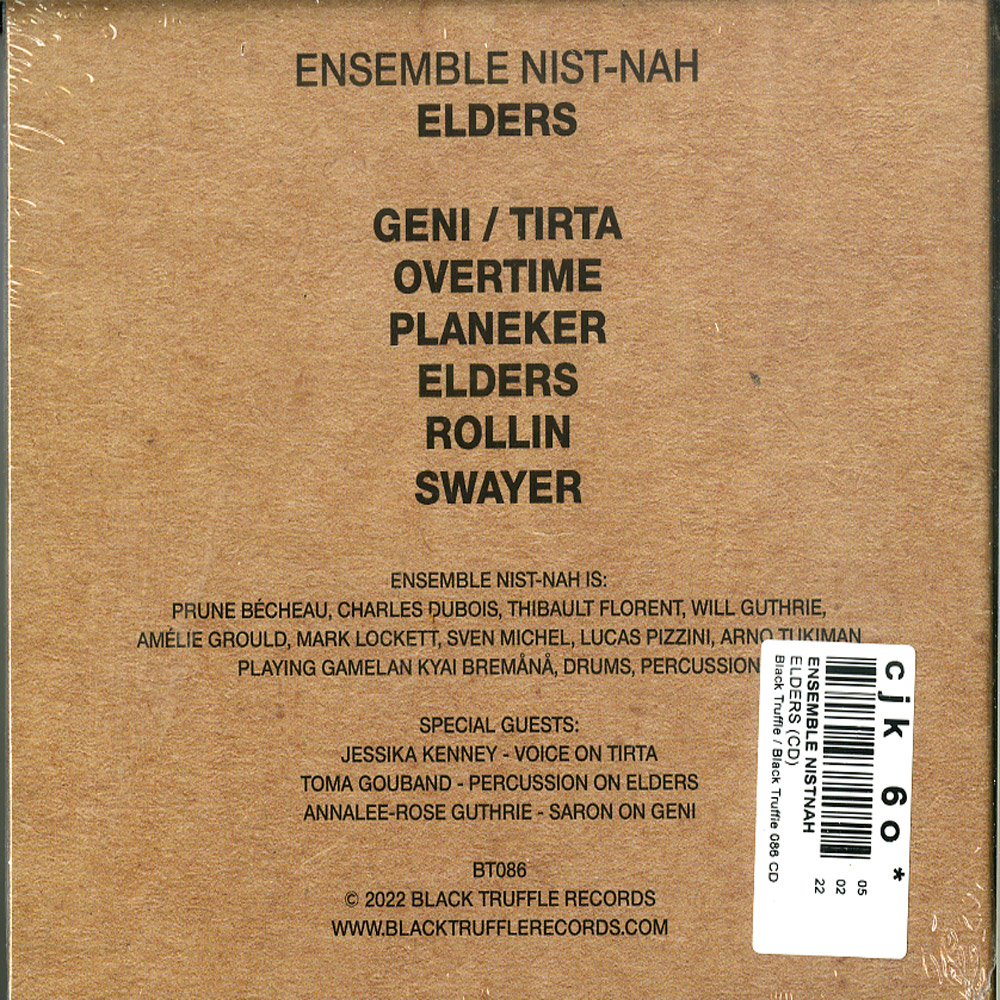 ENSEMBLE NIST-NAH
ELDERS
GENI / TIRTA
OVERTIME
PLANEKER
ELDERS
ROLLIN
SWAYER
ENSEMBLE NIST-NAH IS:
PRUNE BÉCHEAU, CHARLES DUBOIS, THIBAULT FLORENT, WILL GUTHRIE,
AMÉLIE GROULD, MARK LOCKETT, SVEN MICHEL, LUCAS PIZZINI, ARNO TUKIMAN
PLAYING GAMELAN KYAI BREMÅNÅ, DRUMS, PERCUSSION
SPECIAL GUESTS:
JESSIKA KENNEY - VOICE ON TIRTA
TOMA GOUBAND - PERCUSSION ON ELDERS
ANNALEE-ROSE GUTHRIE - SARON ON GENI
BT086
© 2022 BLACK TRUFFLE RECORDS
WWW.BLACKTRUFFLERECORDS.COM
cjk 6o *
05
02
22
ENSEMBLE NISTNAH
ELDERS (CD)
Black Truffle / Black Truffle 086 CD